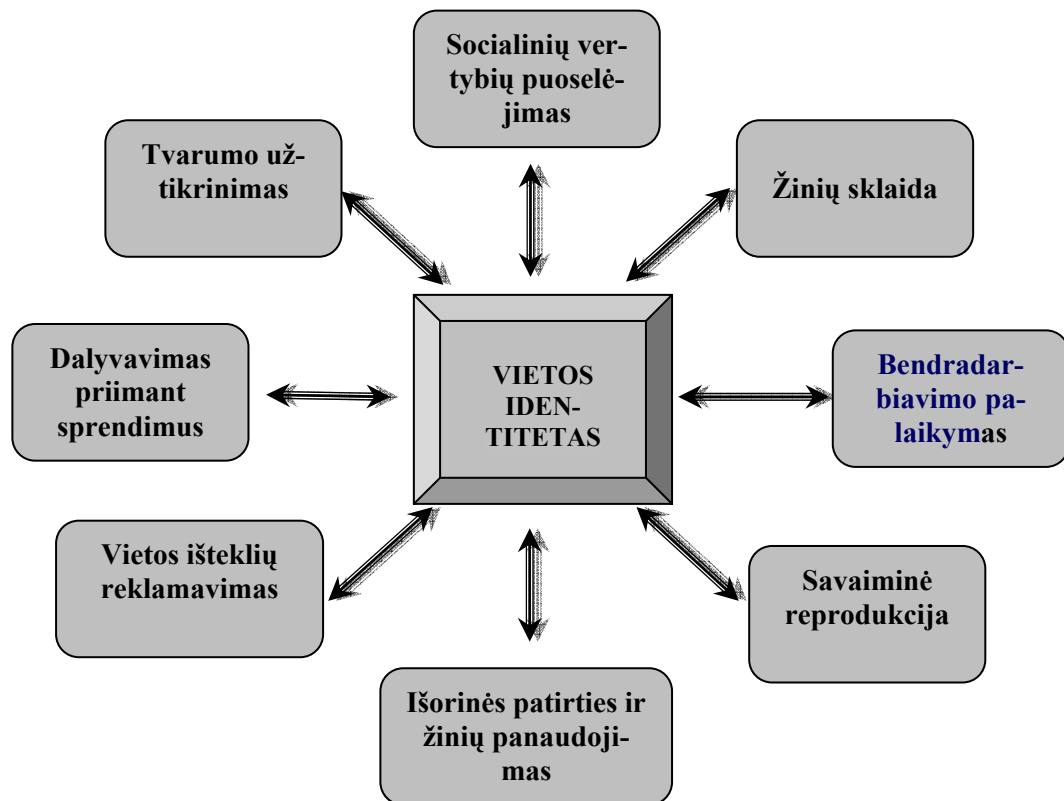 Socialinių ver-
tybių puoselė-
jimas
Tvarumo už-
tikrinimas
Žinių sklaida
Dalyvavimas
priimant
sprendimus
VIETOS
IDEN-
TITETAS
Bendradar-
biavimo pa-
laikymas
Vietos išteklių
reklamavimas
Savaiminė
reprodukcija
Išorinės patirties ir
žinių panaudoji-
mas